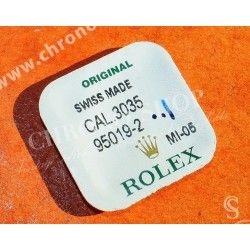 ORIGINAL
SWISS MADE
CAL.3035
95019-2
MI-05
ROLEX